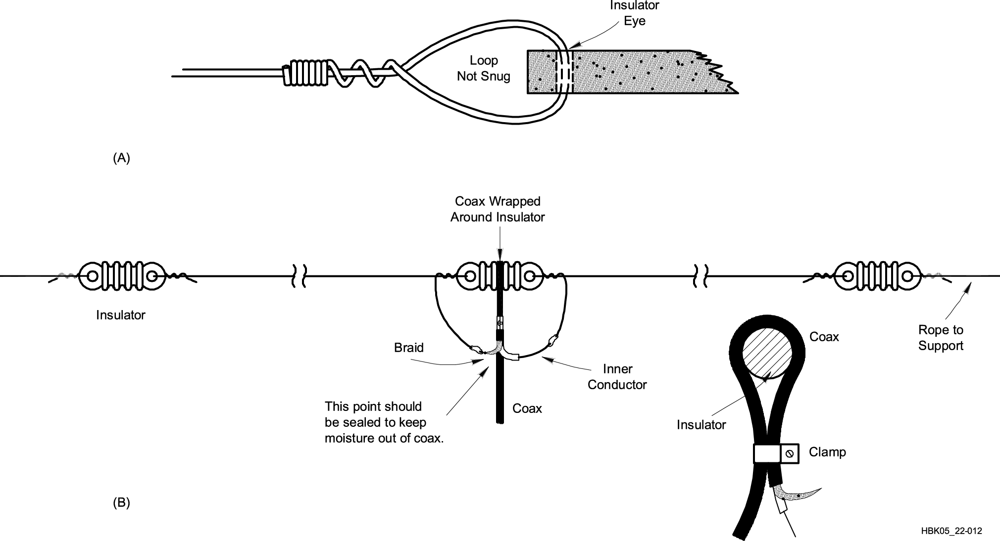 Insulator
Eye
Loop
Not Snug
(A)
Coax Wrapped
Around Insulator
Insulator
Braid
Inner
Conductor
This point should
be sealed to keep
moisture out of coax.
Coax
Coax
Rope to
Support
Insulator
Clamp
(B)
HBK05_22-012